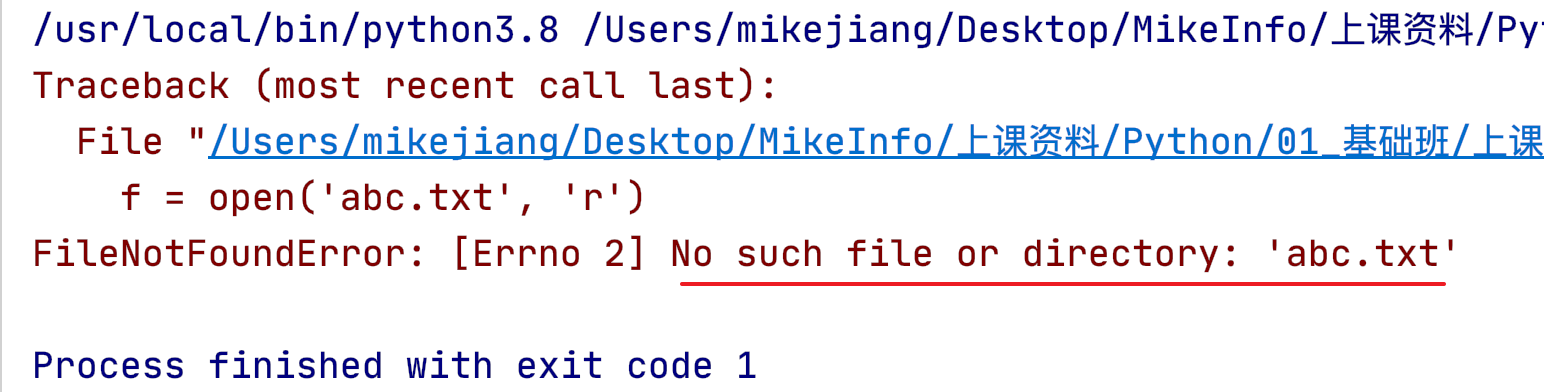 /usr/local/bin/python3.8 /Users/mikejiang/Desktop/MikeInfo/上课资料/Py
Traceback (most recent call last):
  File "/Users/mikejiang/Desktop/MikeInfo/上课资料/Python/01_基础班/上课
    f = open('abc.txt', 'r')
FileNotFoundError: [Errno 2] No such file or directory: 'abc.txt'
Process finished with exit code 1